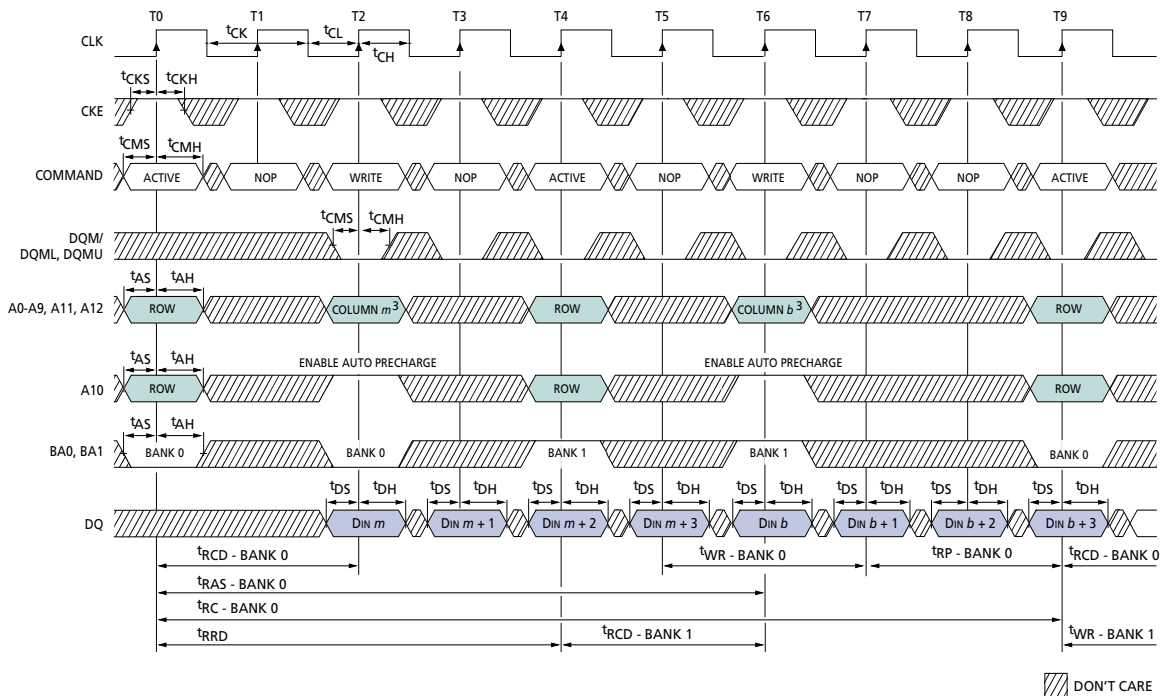 T0 T1 T2 T3 T4 T5 T6 T7 T8 T9
CLK tCK tCL tCH
tCKS tCKH
CKE
tCMS tCMH
COMMAND ACTIVE NOP WRITE NOP ACTIVE NOP WRITE NOP NOP ACTIVE
tCMS tCMH
DQM/
DQML, DQMU
tAS tAH
A0-A9, A11, A12 ROW COLUMN m3 ROW COLUMN b3 ROW
tAS tAH ENABLE AUTO PRECHARGE ENABLE AUTO PRECHARGE
A10 ROW ROW ROW
tAS tAH
BA0, BA1 BANK 0 BANK 0 BANK 1 BANK 1 BANK 0
tDS tDH tDS tDH tDS tDH tDS tDH tDS tDH tDS tDH tDS tDH tDS tDH
DQ DIN m DIN m + 1 DIN m + 2 DIN m + 3 DIN b DIN b + 1 DIN b + 2 DIN b + 3
tRCD - BANK 0 tWR - BANK 0 tRP - BANK 0 tRCD - BANK 0
tRAS - BANK 0
tRC - BANK 0
tRRD tRCD - BANK 1 tWR - BANK 1
DON'T CARE